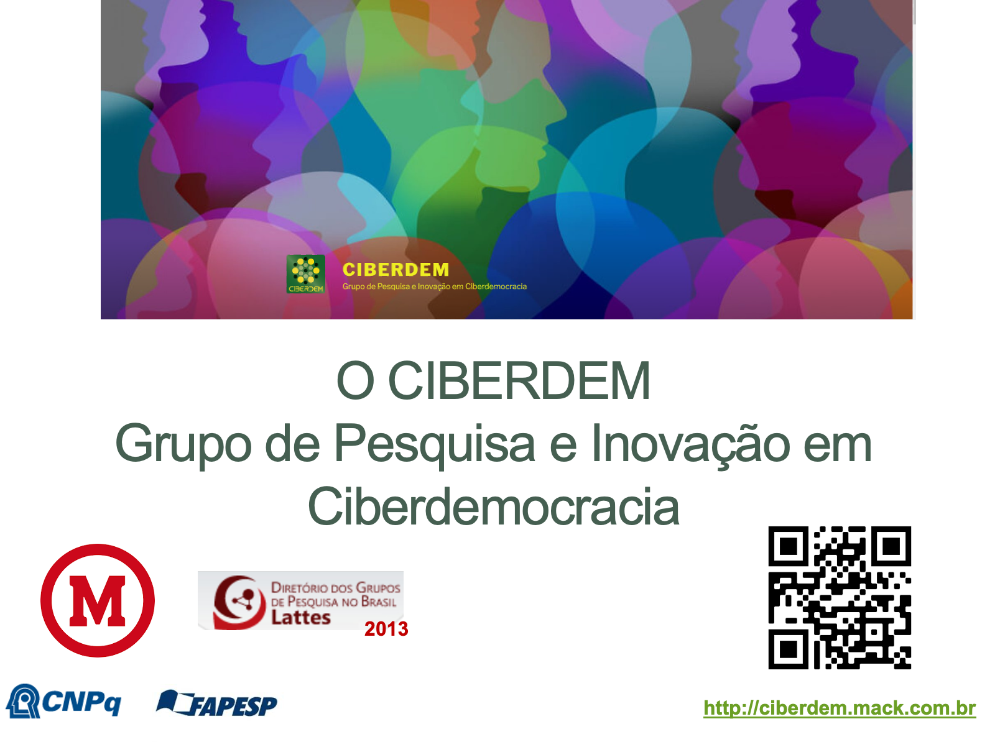 CIBERDEM
CIBERDEM
Grupo de Pesquisa e Inovação em Ciberdemocracia
O CIBERDEM
Grupo de Pesquisa e Inovação em
Ciberdemocracia
M
DIRETÓRIO DOS GRUPOS
DE PESQUISA NO BRASIL
Lattes
2013
CNPq
FAPESP
http://ciberdem.mack.com.br